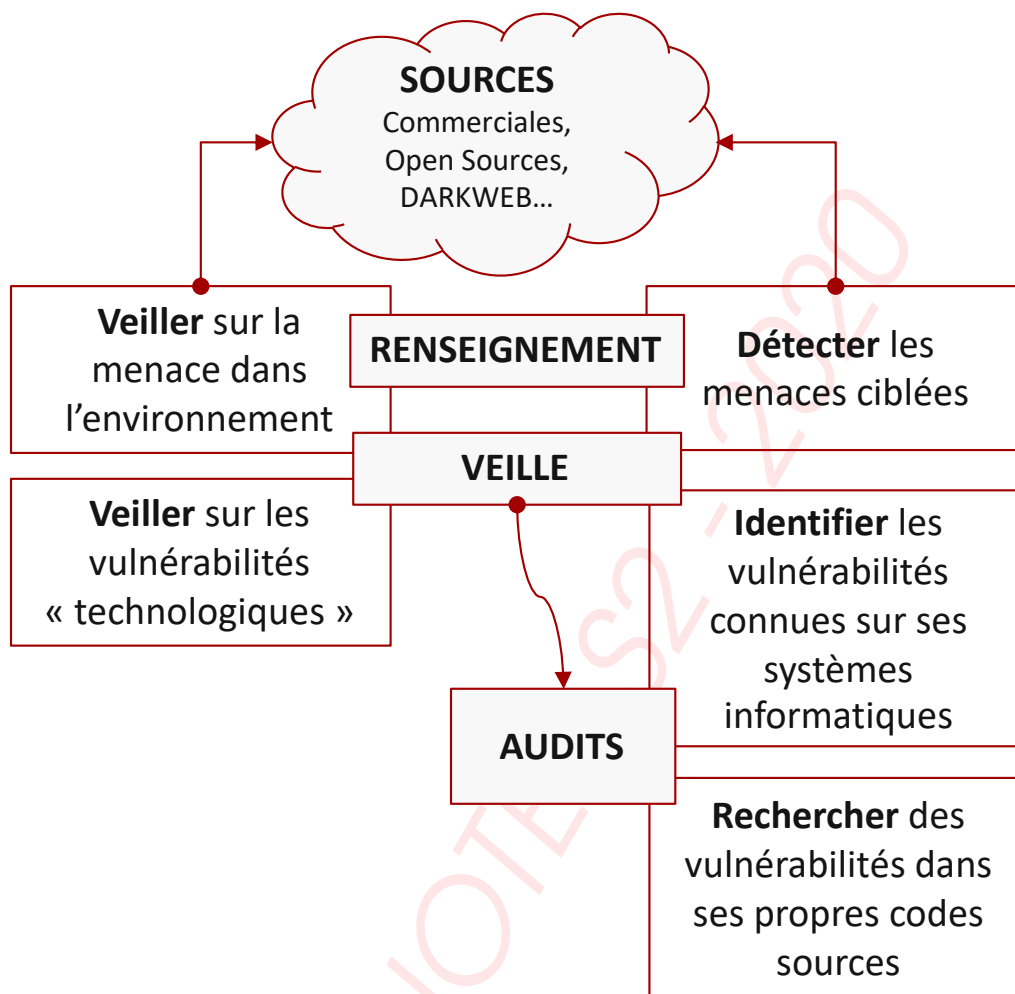 SOURCES
Commerciales,
Open Sources,
DARKWEB...
Veiller sur la
menace dans
l'environnement
RENSEIGNEMENT
Détecter les
menaces ciblées
VEILLE
Veiller sur les
vulnérabilités
« technologiques »
Identifier les
vulnérabilités
connues sur ses
systèmes
informatiques
AUDITS
Rechercher des
vulnérabilités dans
ses propres codes
sources
S2 - 2020